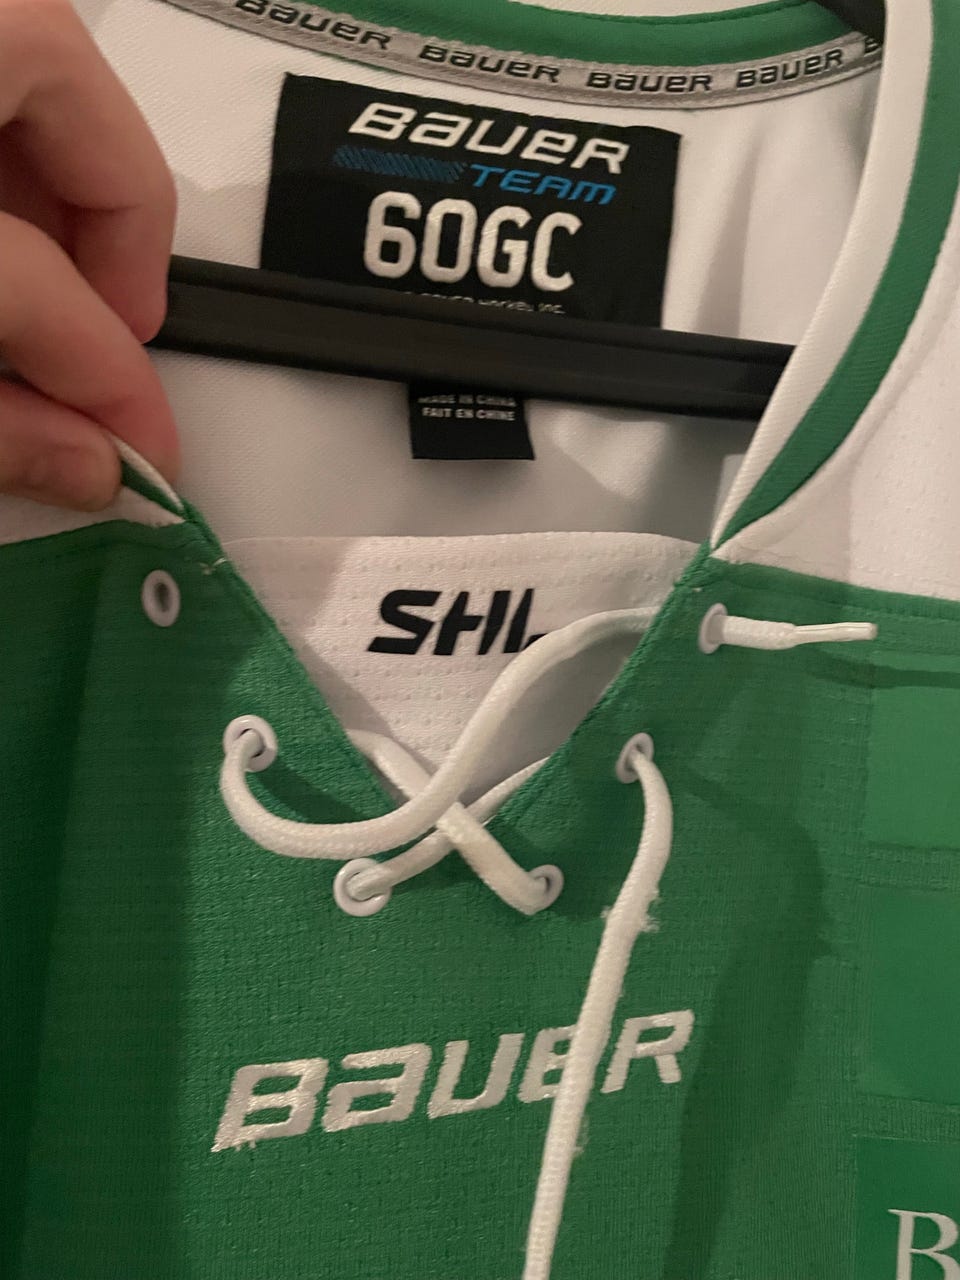 BAUER BAUER BAUER BAUER
BAUER
TEAM
60GC
MADE IN CHINA
FAIT EN CHINE
SHL
BAUER
B